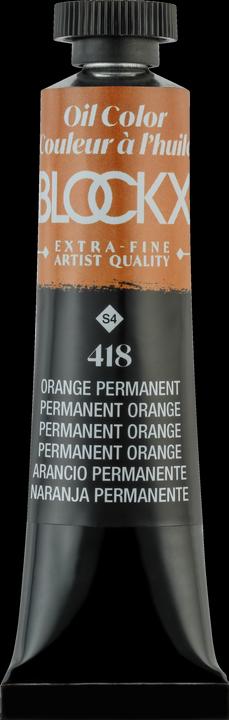 Oil Color
Couleur à l'huile
BLOCKX
EXTRA-FINE
ARTIST QUALITY
S4
418
ORANGE PERMANENT
PERMANENT ORANGE
PERMANENT ORANGE
PERMANENT ORANGE
ARANCIO PERMANENTE
NARANJA PERMANENTE